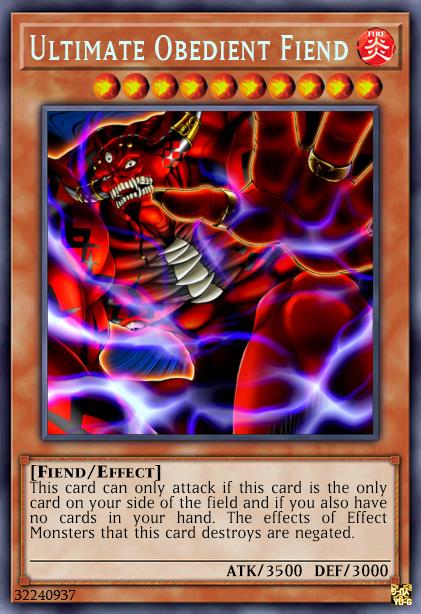 ULTIMATE OBEDIENT FIEND
FIRE
炎
[FIEND/EFFECT]
This card can only attack if this card is the only
card on your side of the field and if you also have
no cards in your hand. The effects of Effect
Monsters that this card destroys are negated.
ATK/3500 DEF/3000
32240937